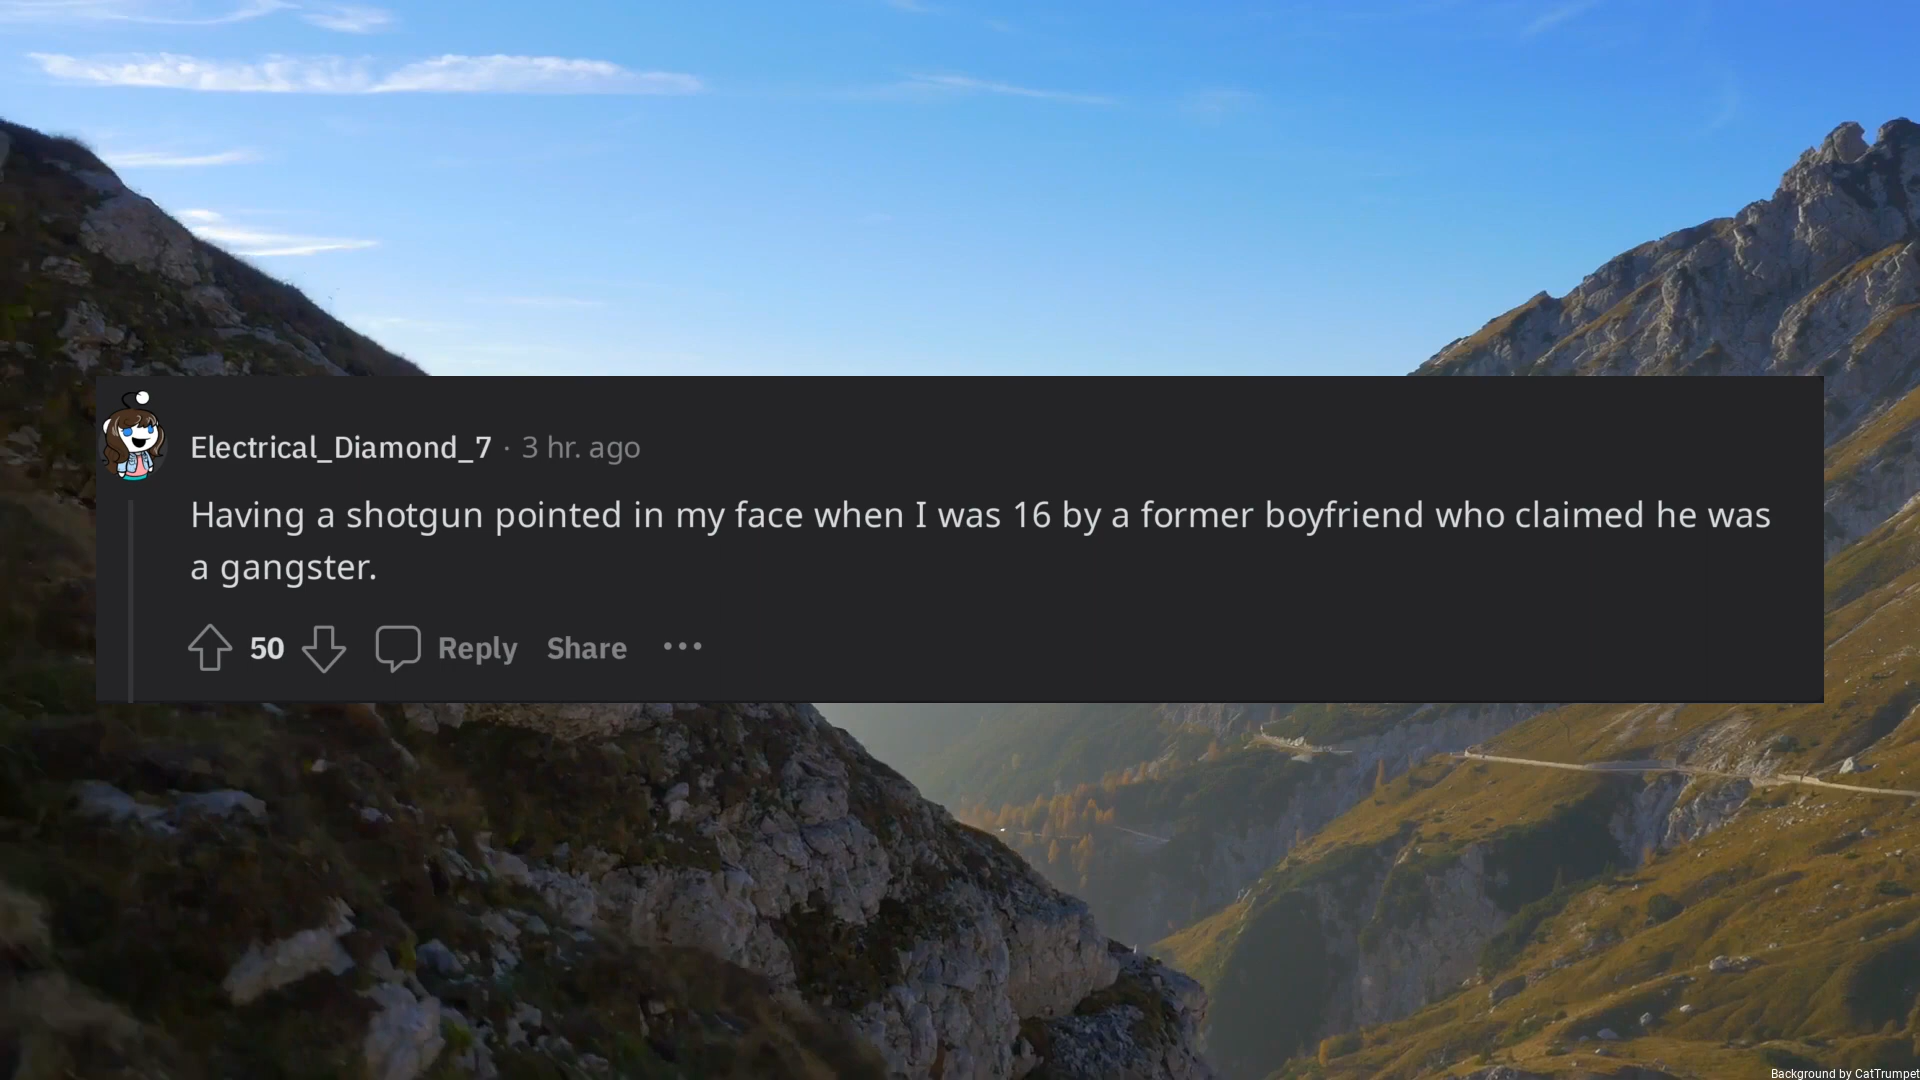 Electrical_Diamond_7 · 3 hr. ago
Having a shotgun pointed in my face when I was 16 by a former boyfriend who claimed he was
a gangster.
50 Reply Share ...
Background by CatTrumpet